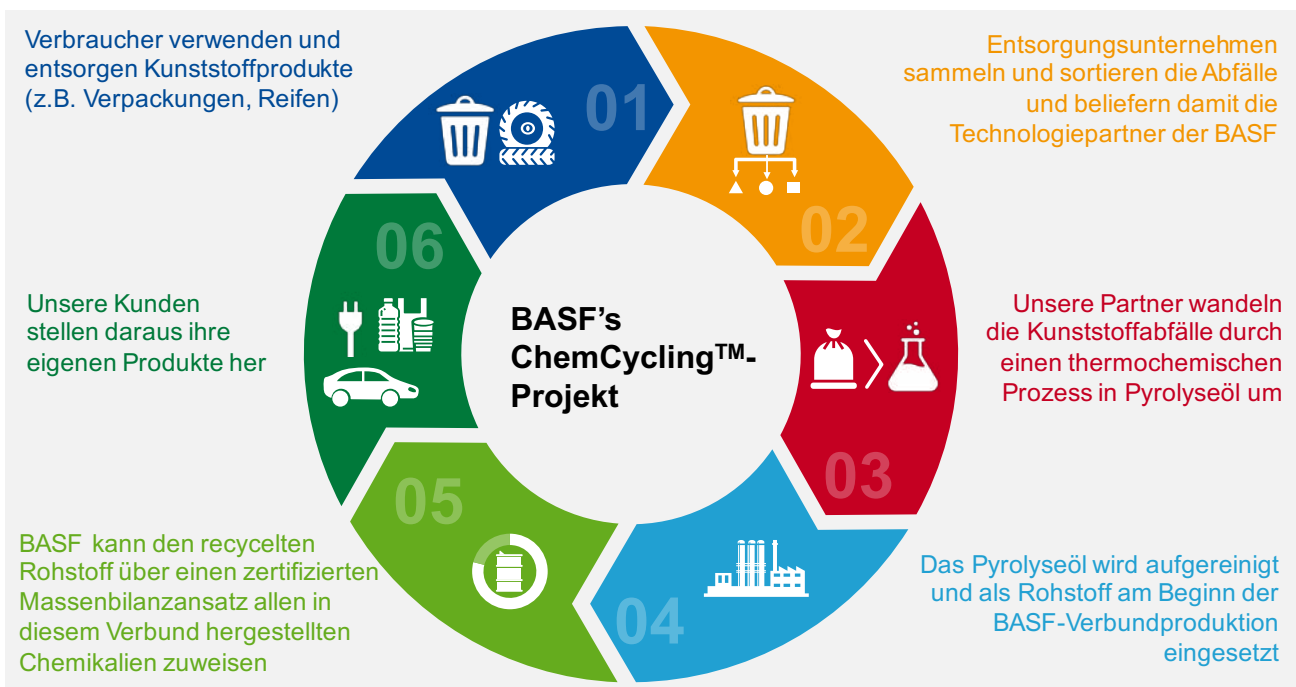 Verbraucher verwenden und
entsorgen Kunststoffprodukte
(z.B. Verpackungen, Reifen)
01
Entsorgungsunternehmen
sammeln und sortieren die Abfälle
und beliefern damit die
Technologiepartner der BASF
02
Unsere Partner wandeln
die Kunststoffabfälle durch
einen thermochemischen
Prozess in Pyrolyseöl um
03
Das Pyrolyseöl wird aufgereinigt
und als Rohstoff am Beginn der
BASF-Verbundproduktion
eingesetzt
04
BASF kann den recycelten
Rohstoff über einen zertifizierten
Massenbilanzansatz allen in
diesem Verbund hergestellten
Chemikalien zuweisen
05
Unsere Kunden
stellen daraus ihre
eigenen Produkte her
06
BASF's
ChemCycling™-
Projekt